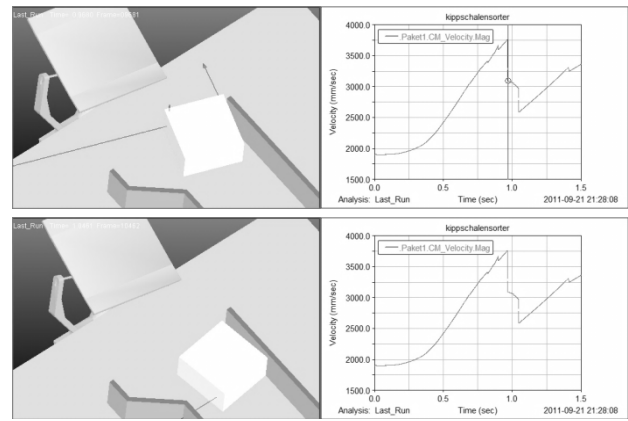 kippschalensorter
4000.0
3500.0
3000.0
2500.0
2000.0
1500.0
Velocity (mm/sec)
Paket1.CM_Velocity.Mag
0.0
0.5
1.0
1.5
Analysis: Last_Run
Time (sec)
2011-09-21 21:28:08
Last_Run
kippschalensorter
4000.0
3500.0
3000.0
2500.0
2000.0
1500.0
Velocity (mm/sec)
Paket1.CM_Velocity.Mag
0.0
0.5
1.0
1.5
Analysis: Last_Run
Time (sec)
2011-09-21 21:28:08
Last_Run